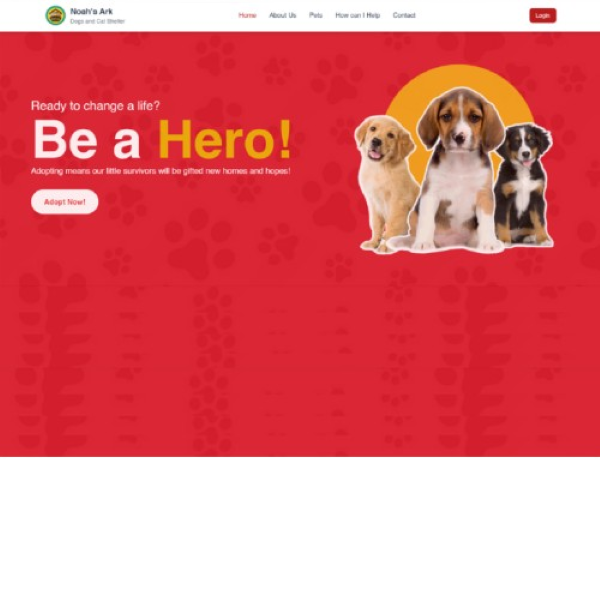 Noah's Ark
Dogs and Cat Shelter
Home About Us Pets How can I Help Contact
Login
Ready to change a life?
Be a Hero!
Adopting means our little survivors will be gifted new homes and hopes!
Adopt Now!